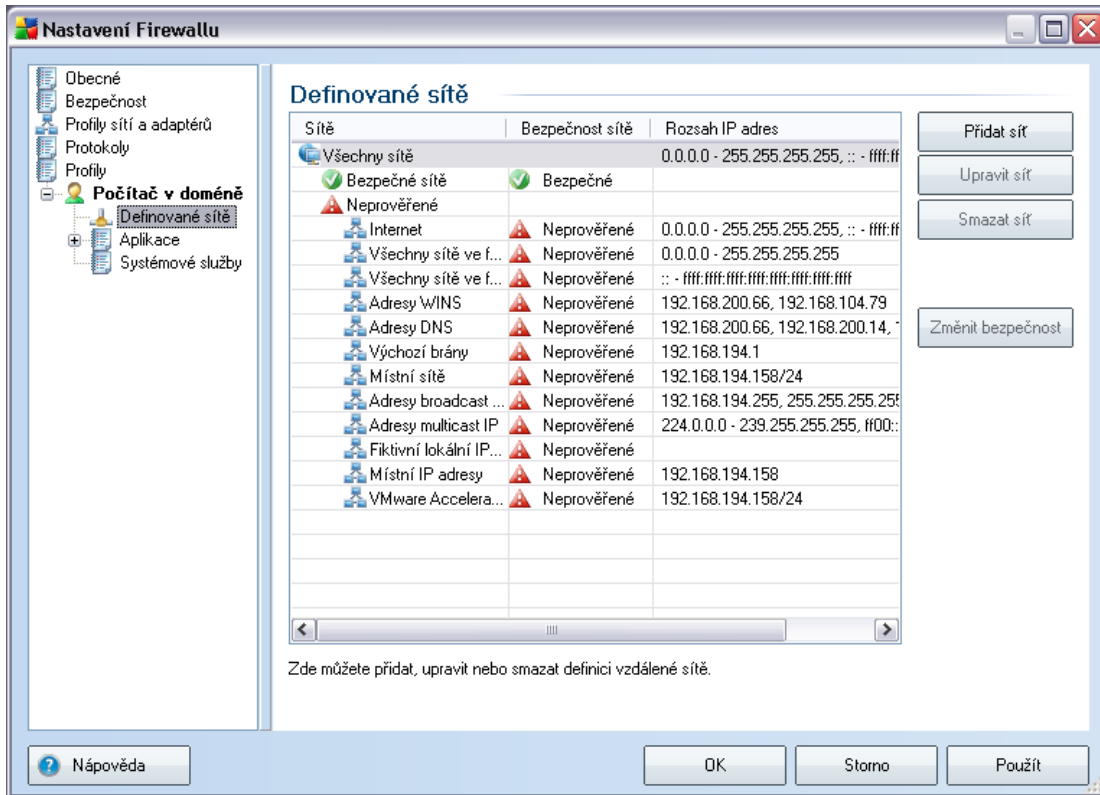 Nastavení Firewallu
Obecné
Bezpečnost
Profily sítí a adaptérů
Protokoly
Profily
Počítač v doméně
Definované sítě
Aplikace
Systémové služby
Definované sítě
Sítě Bezpečnost sítě Rozsah IP adres
Všechny sítě 0.0.0.0 - 255.255.255.255, :: - ffff:ff
Bezpečné sítě Bezpečné
Neprověřené
Internet Neprověřené 0.0.0.0 - 255.255.255.255, :: - ffff:ff
Všechny sítě ve f... Neprověřené 0.0.0.0 - 255.255.255.255
Všechny sítě ve f... Neprověřené :: - ffff:ffff:ffff:ffff:ffff:ffff:ffff:ffff
Adresy WINS Neprověřené 192.168.200.66, 192.168.104.79
Adresy DNS Neprověřené 192.168.200.66, 192.168.200.14,
Výchozí brány Neprověřené 192.168.194.1
Místní sítě Neprověřené 192.168.194.158/24
Adresy broadcast ... Neprověřené 192.168.194.255, 255.255.255.255
Adresy multicast IP Neprověřené 224.0.0.0 - 239.255.255.255, ff00::
Fiktivní lokální IP... Neprověřené
Místní IP adresy Neprověřené 192.168.194.158
VMware Accelera... Neprověřené 192.168.194.158/24
Zde můžete přidat, upravit nebo smazat definici vzdálené sítě.
Přidat síť
Upravit síť
Smazat síť
Změnit bezpečnost
Nápověda
OK
Storno
Použít